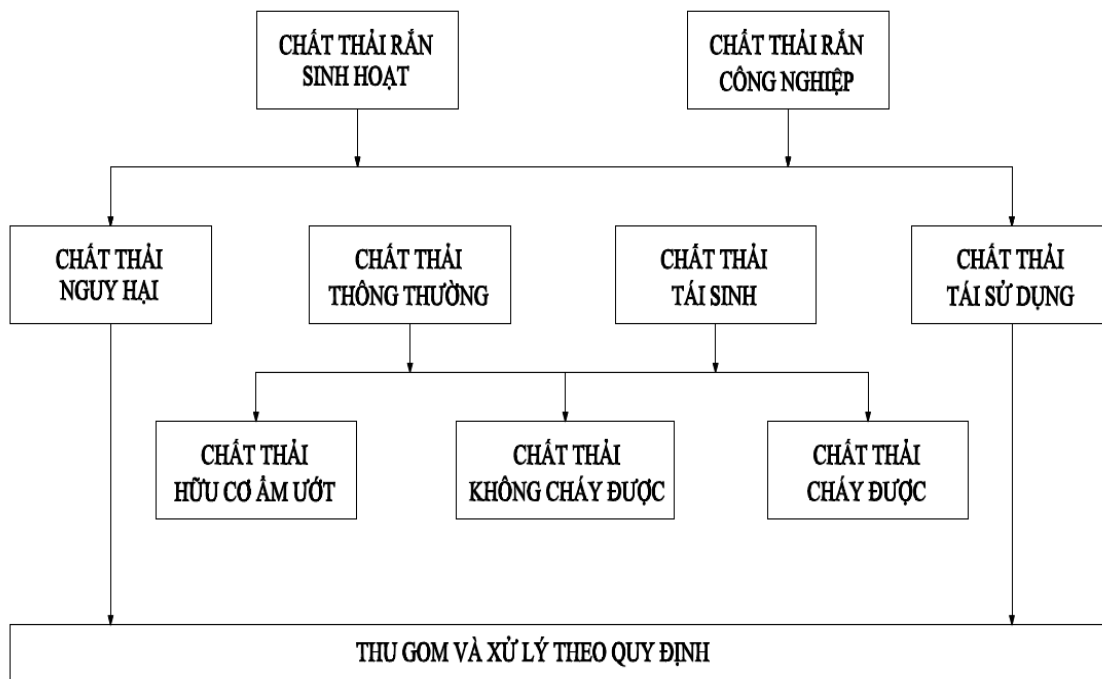 CHẤT THẢI RẮN
SINH HOẠT
CHẤT THẢI RẮN
CÔNG NGHIỆP
CHẤT THẢI
NGUY HẠI
CHẤT THẢI
THÔNG THƯỜNG
CHẤT THẢI
TÁI SINH
CHẤT THẢI
TÁI SỬ DỤNG
CHẤT THẢI
HỮU CƠ ẨM ƯỚT
CHẤT THẢI
KHÔNG CHÁY ĐƯỢC
CHẤT THẢI
CHÁY ĐƯỢC
THU GOM VÀ XỬ LÝ THEO QUY ĐỊNH